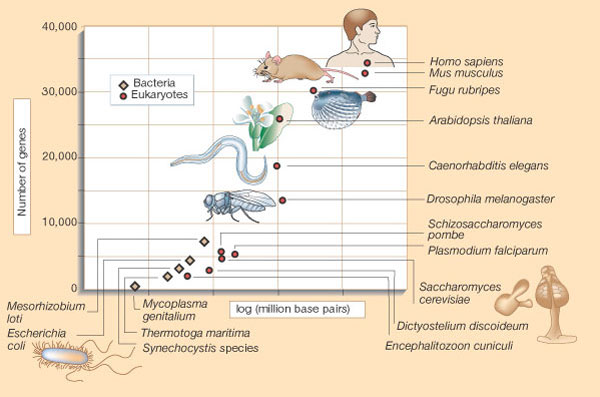 40,000
30,000
20,000
10,000
0
Number of genes
Bacteria
Eukaryotes
Homo sapiens
Mus musculus
Fugu rubripes
Arabidopsis thaliana
Caenorhabditis elegans
Drosophila melanogaster
Schizosaccharomyces
pombe
Plasmodium falciparum
Saccharomyces
cerevisiae
Dictyostelium discoideum
Encephalitozoon cuniculi
log (million base pairs)
Mesorhizobium
loti
Escherichia
coli
Mycoplasma
genitalium
Thermotoga maritima
Synechocystis species